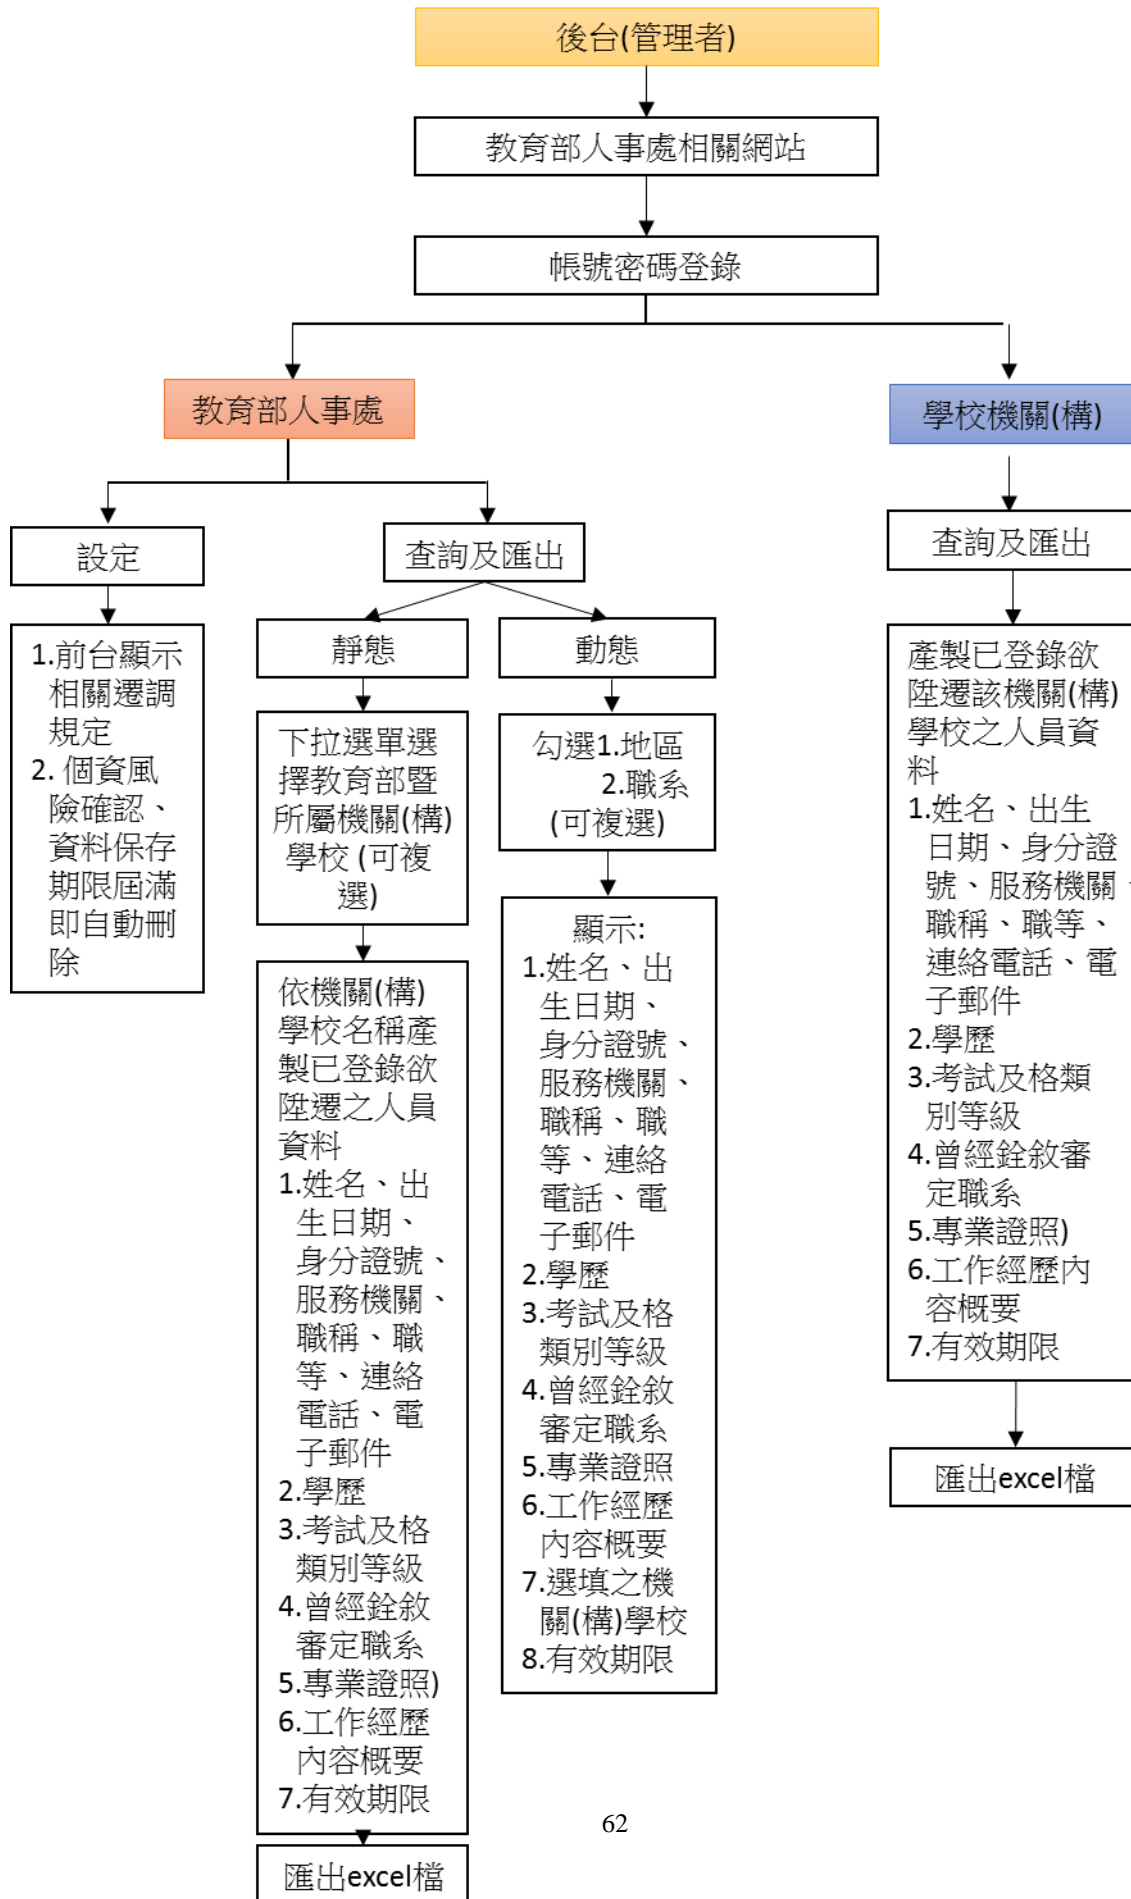 後台(管理者)
教育部人事處相關網站
帳號密碼登錄
教育部人事處
學校機關(構)
設定
查詢及匯出
查詢及匯出
1.前台顯示
相關遷調
規定
2. 個資風
險確認、
資料保存
期限屆滿
即自動刪
除
靜態
下拉選單選
擇教育部暨
所屬機關(構)
學校 (可複
選)
依機關(構)
學校名稱產
製已登錄欲
陞遷之人員
資料
1.姓名、出
生日期、
身分證號、
服務機關、
職稱、職
等、連絡
電話、電
子郵件
2.學歷
3.考試及格
類別等級
4.曾經銓敘
審定職系
5.專業證照)
6.工作經歷
內容概要
7.有效期限
匯出excel檔
動態
勾選1.地區
2.職系
(可複選)
顯示:
1.姓名、出
生日期、
身分證號、
服務機關、
職稱、職
等、連絡
電話、電
子郵件
2.學歷
3.考試及格
類別等級
4.曾經銓敘
審定職系
5.專業證照
6.工作經歷
內容概要
7.選填之機
關(構)學校
8.有效期限
產製已登錄欲
陞遷該機關(構)
學校之人員資
料
1.姓名、出生
日期、身分證
號、服務機關、
職稱、職等、
連絡電話、電
子郵件
2.學歷
3.考試及格類
別等級
4.曾經銓敘審
定職系
5.專業證照)
6.工作經歷內
容概要
7.有效期限
匯出excel檔
62